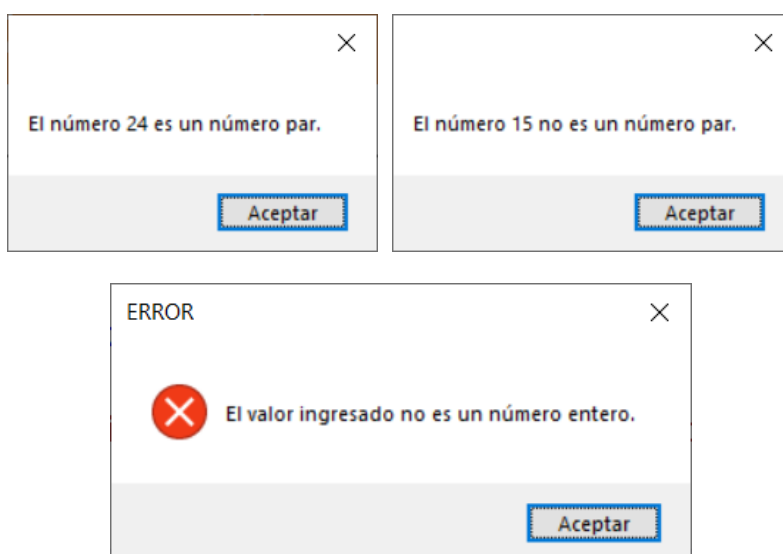 El número 24 es un número par.
Aceptar
El número 15 no es un número par.
Aceptar
ERROR
El valor ingresado no es un número entero.
Aceptar